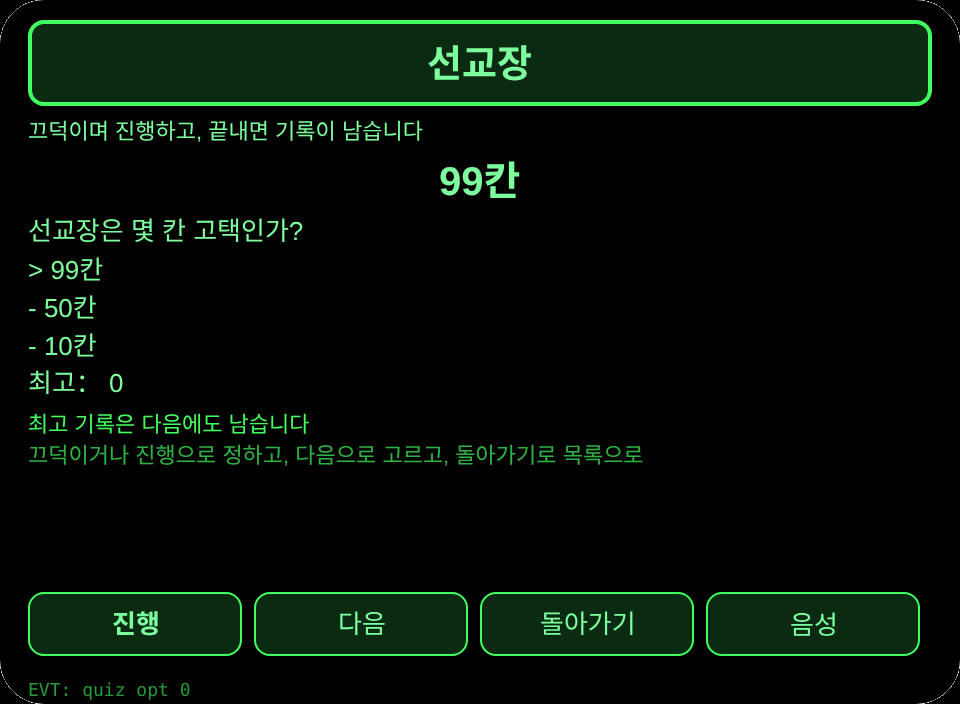 선교장
끄덕이며 진행하고, 끝내면 기록이 남습니다
99칸
선교장은 몇 칸 고택인가?
> 99칸
- 50칸
- 10칸
최고: 0
최고 기록은 다음에도 남습니다
끄덕이거나 진행으로 정하고, 다음으로 고르고, 돌아가기로 목록으로
진행 다음 돌아가기 음성
EVT: quiz opt 0